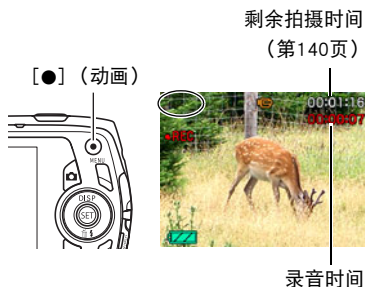 剩余拍摄时间
（第140页）
[●]（动画）
00:01:16
00:08:07
●REC
MENU
DISP
SET
录音时间